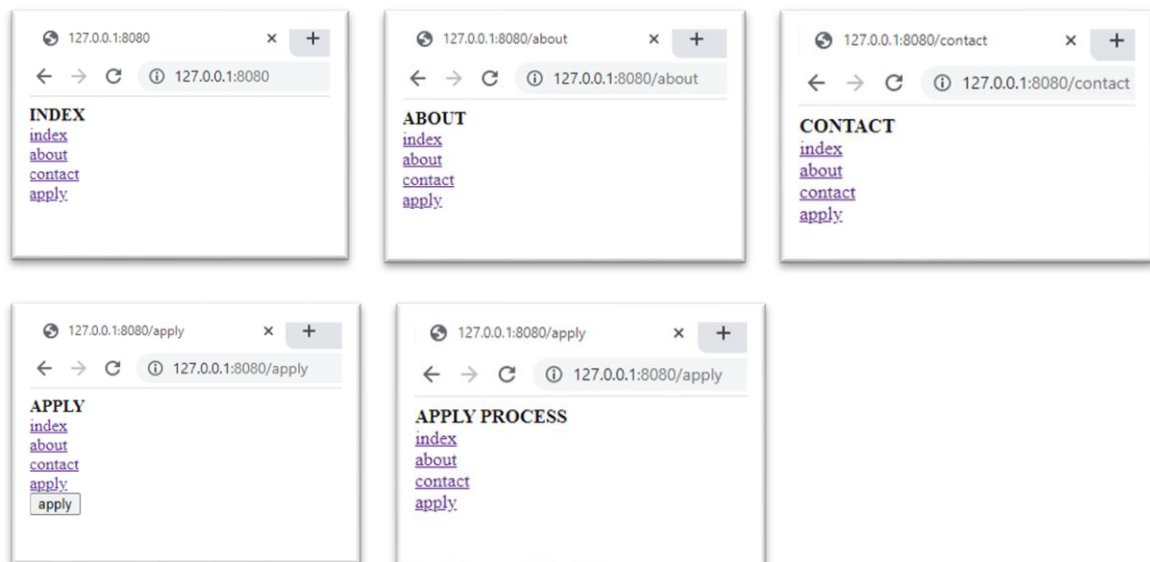 127.0.0.1:8080
127.0.0.1:8080
INDEX
index
about
contact
apply
127.0.0.1:8080/about
127.0.0.1:8080/about
ABOUT
index
about
contact
apply
127.0.0.1:8080/contact
127.0.0.1:8080/contact
CONTACT
index
about
contact
apply
127.0.0.1:8080/apply
127.0.0.1:8080/apply
APPLY
index
about
contact
apply
apply
127.0.0.1:8080/apply
127.0.0.1:8080/apply
APPLY PROCESS
index
about
contact
apply